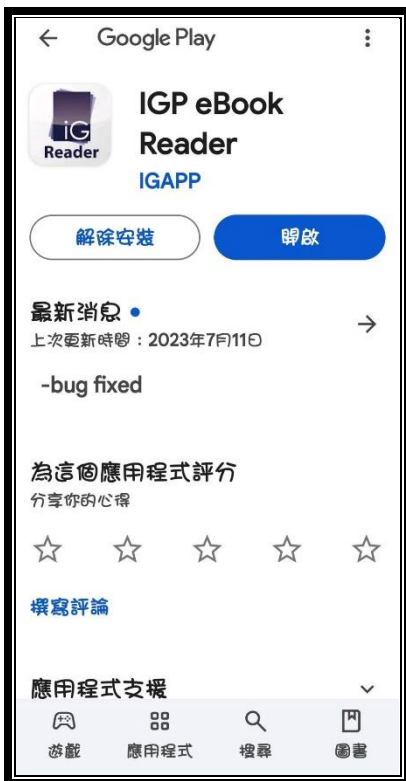 Google Play
IGP eBook
Reader
iG
Reader
IGAPP
解除安裝
開啟
最新消息
上次更新時間：2023年7月11日
-bug fixed
為這個應用程式評分
分享你的心得
撰寫評論
應用程式支援
遊戲
應用程式
搜尋
圖書